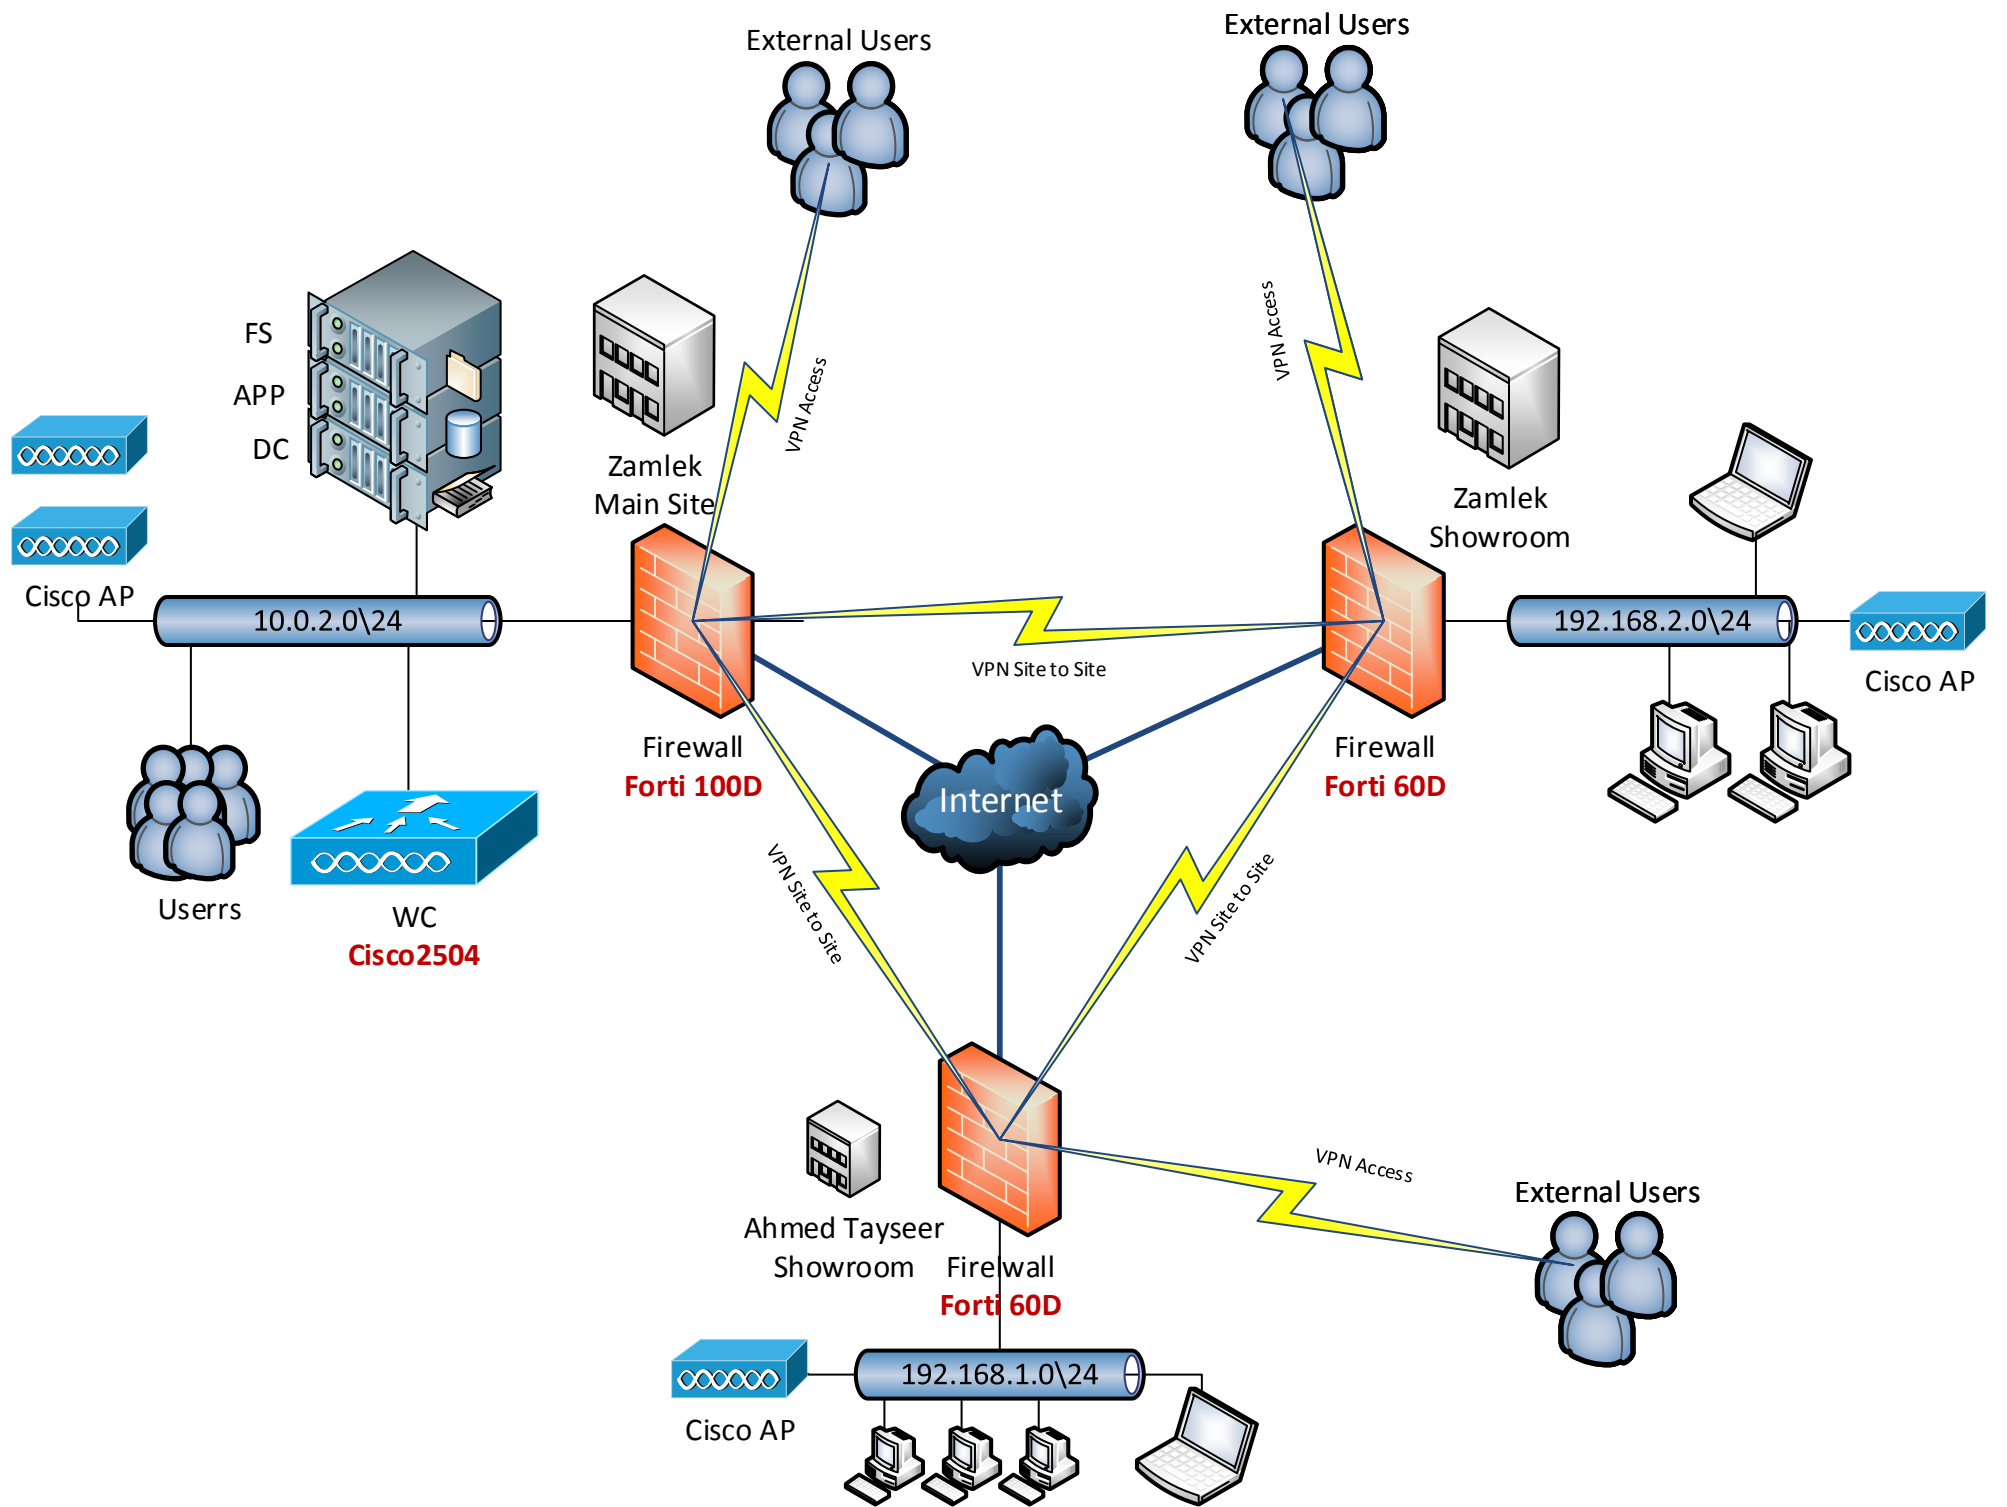 External Users
External Users
FS
APP
DC
VPN Access
VPN Access
Zamlek
Main Site
Zamlek
Showroom
Cisco AP
10.0.2.0\24
192.168.2.0\24
VPN Site to Site
Cisco AP
Firewall
Forti 100D
Firewall
Forti 60D
Internet
Userrs
WC
Cisco2504
VPN Site to Site
VPN Site to Site
VPN Access
External Users
Ahmed Tayseer
Showroom
Firelwall
Forti 60D
192.168.1.0\24
Cisco AP